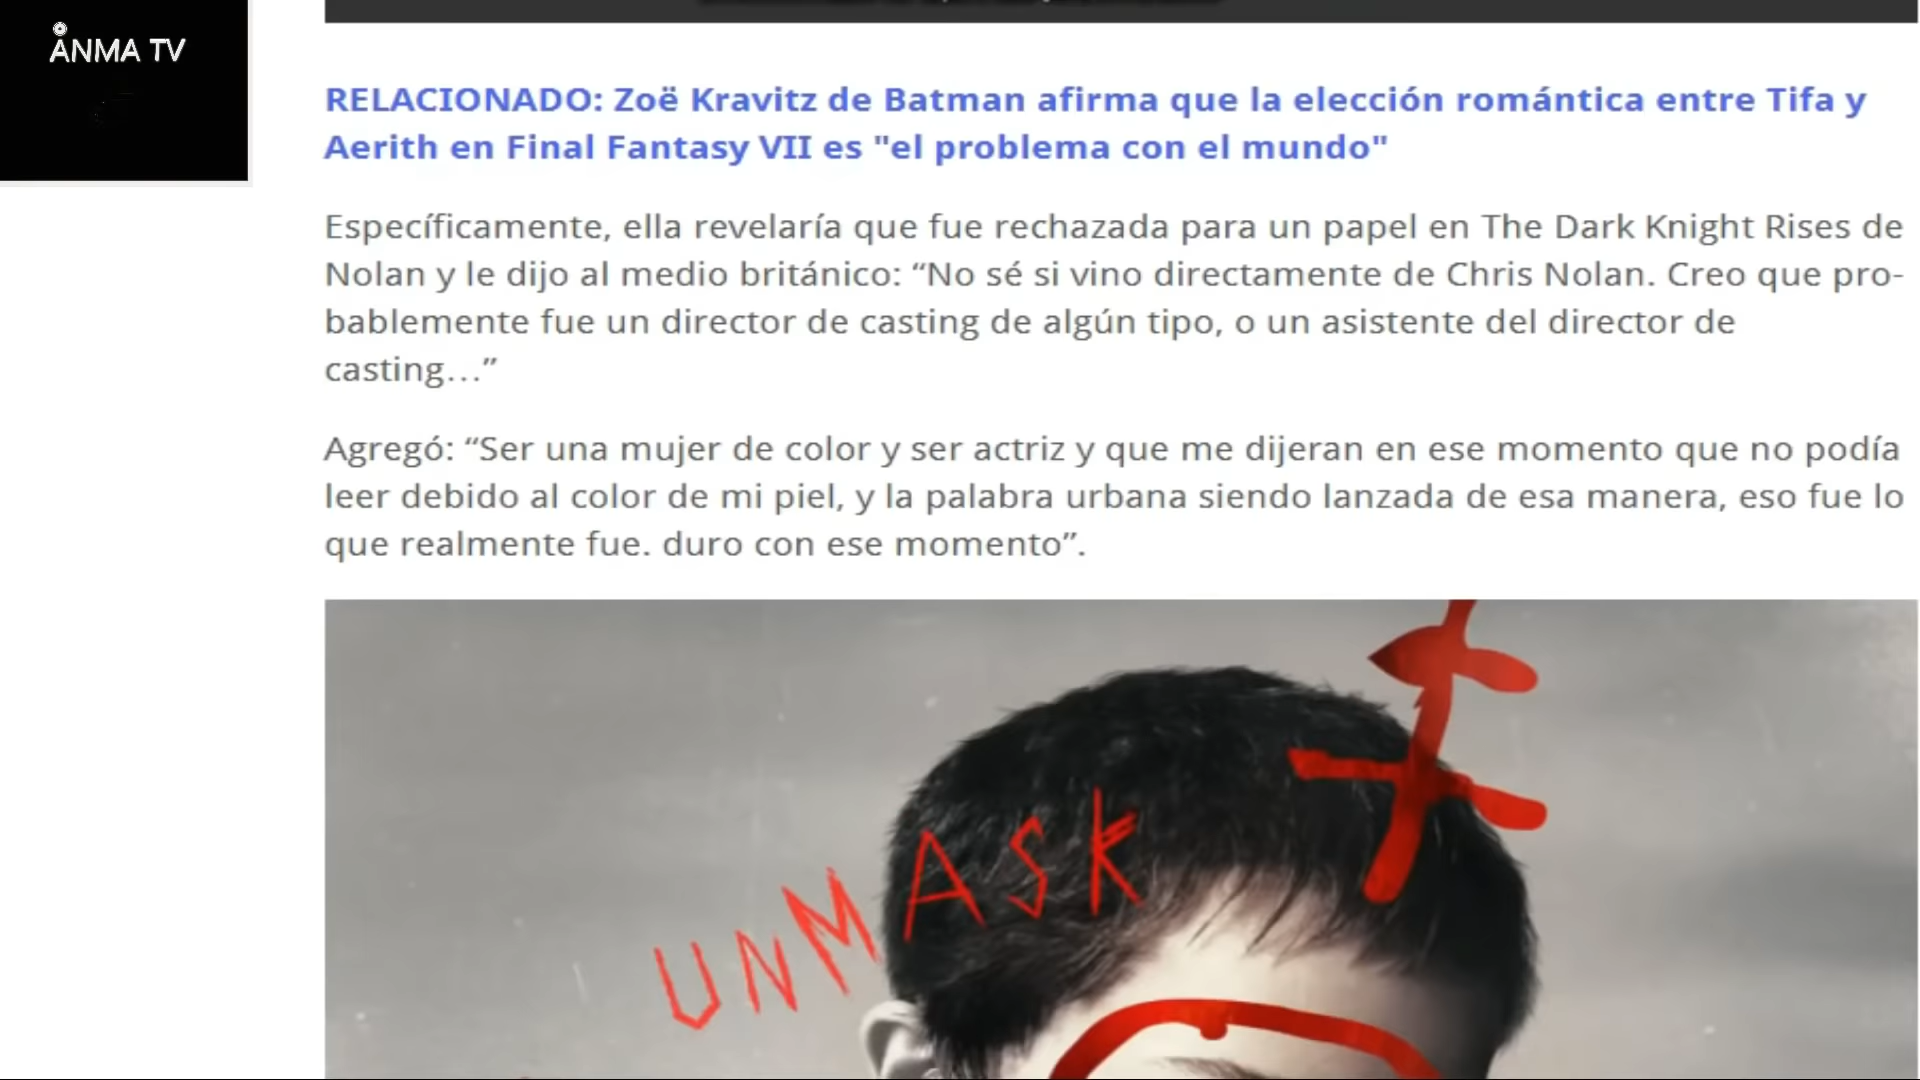 ÅNMA TV
RELACIONADO: Zoë Kravitz de Batman afirma que la elección romántica entre Tifa y
Aerith en Final Fantasy VII es "el problema con el mundo"
Específicamente, ella revelaría que fue rechazada para un papel en The Dark Knight Rises de
Nolan y le dijo al medio británico: “No sé si vino directamente de Chris Nolan. Creo que pro-
bablemente fue un director de casting de algún tipo, o un asistente del director de
casting…”
Agregó: “Ser una mujer de color y ser actriz y que me dijeran en ese momento que no podía
leer debido al color de mi piel, y la palabra urbana siendo lanzada de esa manera, eso fue lo
que realmente fue. duro con ese momento”.
UNMASK